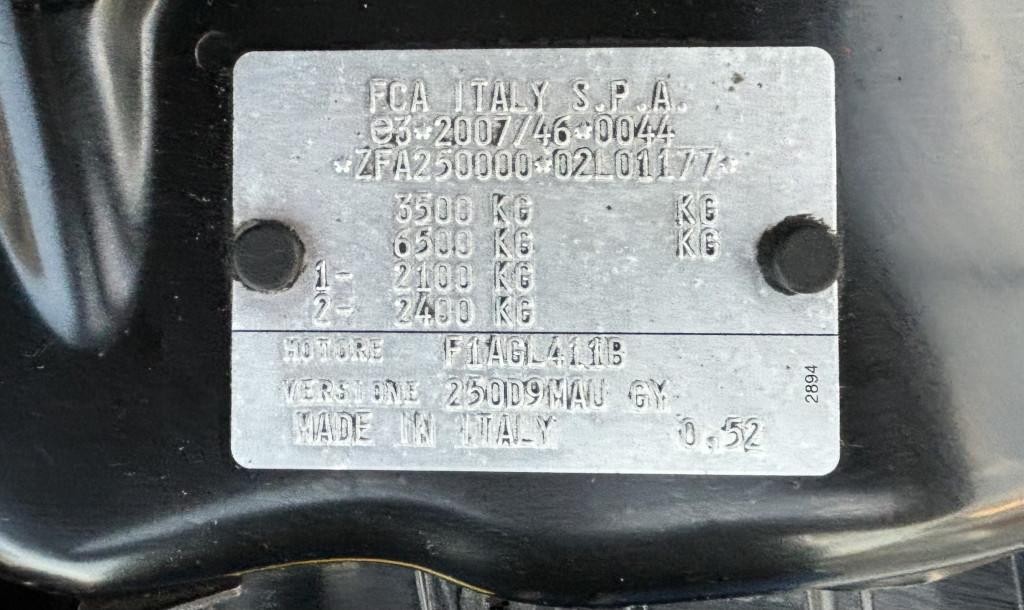 FCA ITALY S.P.A.
e3*2007/46*0044
*ZFA250000*02L01177*
3500 KG KG
6500 KG KG
1- 2100 KG
2- 2400 KG
MOTORE F1AGL411B
VERSIONE 250D9MAU GY
MADE IN ITALY 0.52
2894